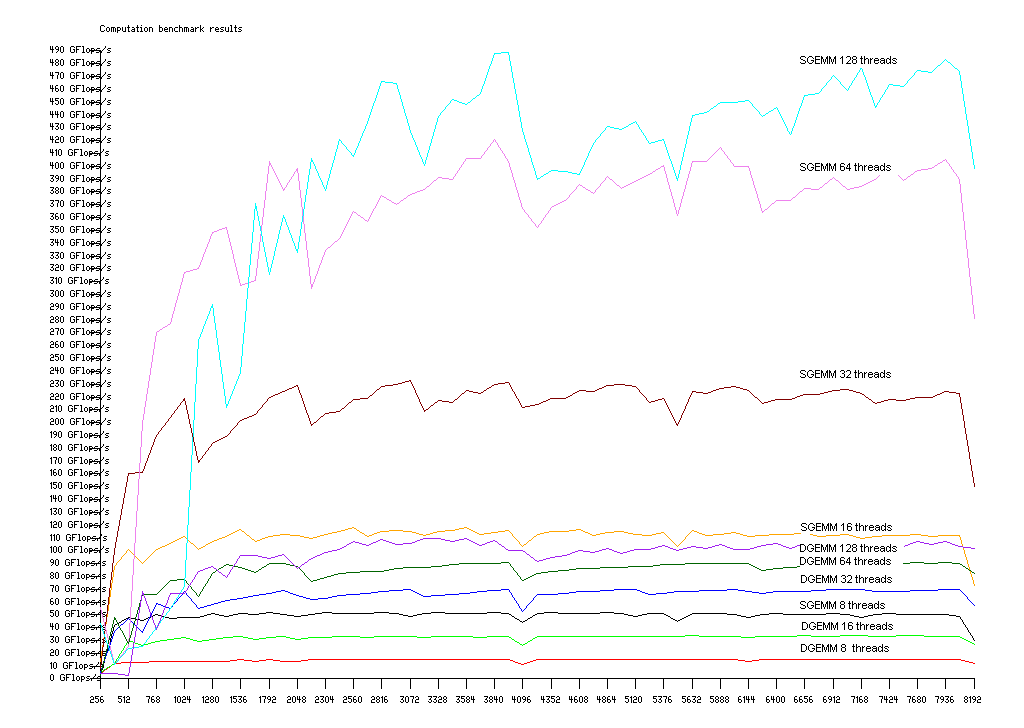 Computation benchmark results
490 GFlops/s
480 GFlops/s
470 GFlops/s
460 GFlops/s
450 GFlops/s
440 GFlops/s
430 GFlops/s
420 GFlops/s
410 GFlops/s
400 GFlops/s
390 GFlops/s
380 GFlops/s
370 GFlops/s
360 GFlops/s
350 GFlops/s
340 GFlops/s
330 GFlops/s
320 GFlops/s
310 GFlops/s
300 GFlops/s
290 GFlops/s
280 GFlops/s
270 GFlops/s
260 GFlops/s
250 GFlops/s
240 GFlops/s
230 GFlops/s
220 GFlops/s
210 GFlops/s
200 GFlops/s
190 GFlops/s
180 GFlops/s
170 GFlops/s
160 GFlops/s
150 GFlops/s
140 GFlops/s
130 GFlops/s
120 GFlops/s
110 GFlops/s
100 GFlops/s
90 GFlops/s
80 GFlops/s
70 GFlops/s
60 GFlops/s
50 GFlops/s
40 GFlops/s
30 GFlops/s
20 GFlops/s
10 GFlops/s
0 GFlops/s
SGEMM 128 threads
SGEMM 64 threads
SGEMM 32 threads
SGEMM 16 threads
DGEMM 128 threads
DGEMM 64 threads
DGEMM 32 threads
SGEMM 8 threads
DGEMM 16 threads
DGEMM 8 threads
256 512 768 1024 1280 1536 1792 2048 2304 2560 2816 3072 3328 3584 3840 4096 4352 4608 4864 5120 5376 5632 5888 6144 6400 6656 6912 7168 7424 7680 7936 8192